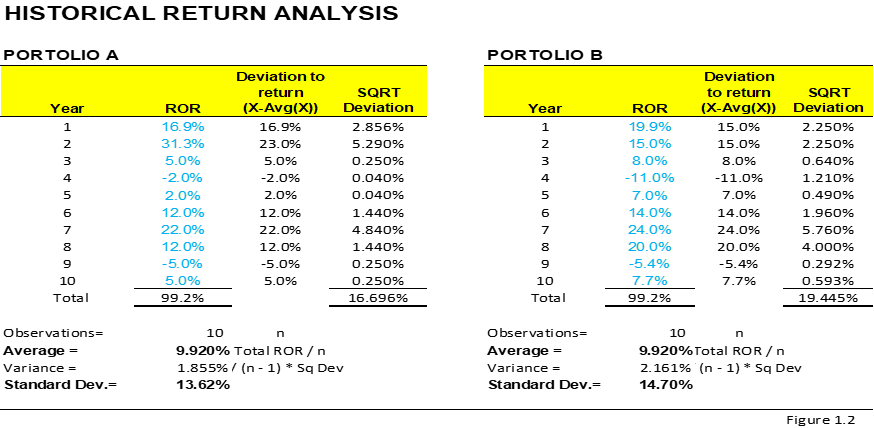 HISTORICAL RETURN ANALYSIS
PORTOLIO A
Year ROR Deviation to return (X-Avg(X)) SQRT Deviation
1 16.9% 16.9% 2.856%
2 31.3% 23.0% 5.290%
3 5.0% 5.0% 0.250%
4 -2.0% -2.0% 0.040%
5 2.0% 2.0% 0.040%
6 12.0% 12.0% 1.440%
7 22.0% 22.0% 4.840%
8 12.0% 12.0% 1.440%
9 -5.0% -5.0% 0.250%
10 5.0% 5.0% 0.250%
Total 99.2% 16.696%
Observations= 10 n
Average = 9.920% Total ROR / n
Variance = 1.855% / (n - 1) * Sq Dev
Standard Dev.= 13.62%
PORTOLIO B
Year ROR Deviation to return (X-Avg(X)) SQRT Deviation
1 19.9% 15.0% 2.250%
2 15.0% 15.0% 2.250%
3 8.0% 8.0% 0.640%
4 -11.0% -11.0% 1.210%
5 7.0% 7.0% 0.490%
6 14.0% 14.0% 1.960%
7 24.0% 24.0% 5.760%
8 20.0% 20.0% 4.000%
9 -5.4% -5.4% 0.292%
10 7.7% 7.7% 0.593%
Total 99.2% 19.445%
Observations= 10 n
Average = 9.920% Total ROR / n
Variance = 2.161% (n - 1) * Sq Dev
Standard Dev.= 14.70%
Figure 1.2